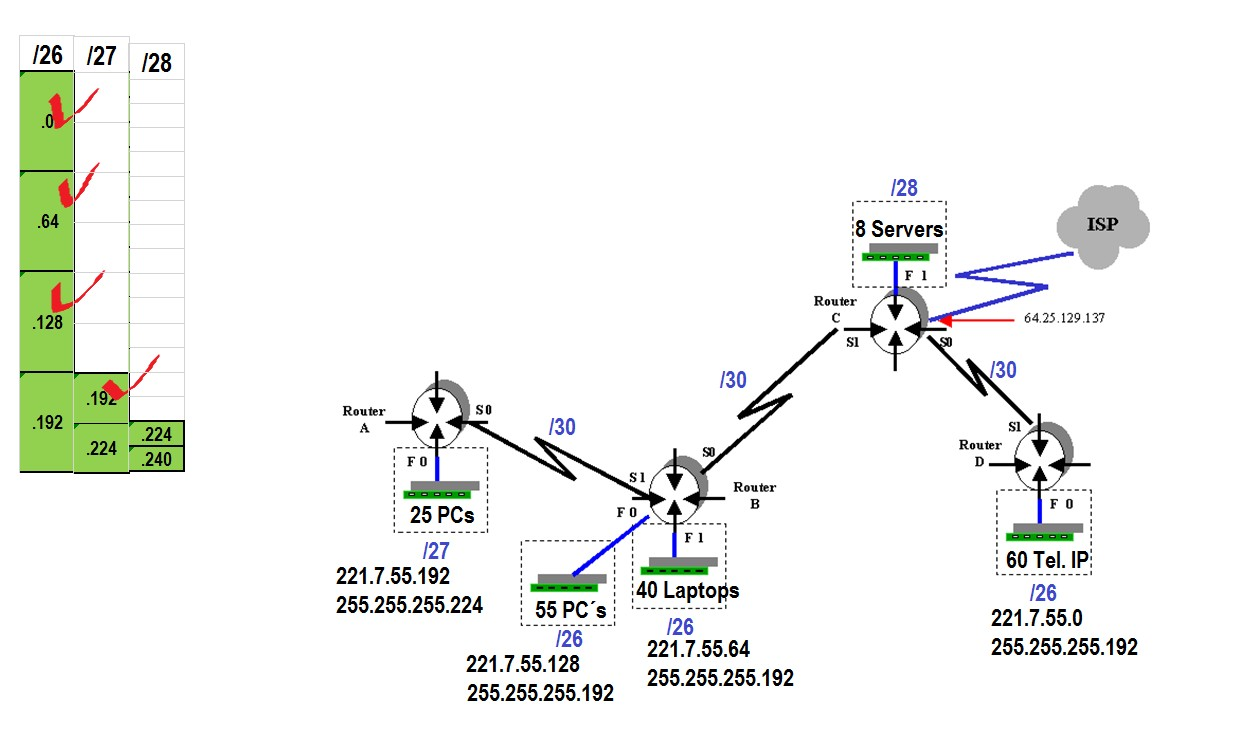 /26 /27 /28
.0
.64
.128
.192 .192
.224 .224
.240
/28
8 Servers
F 1
ISP
Router
C
S1
S0
64.25.129.137
/30
/30
Router
A
S0
F 0
25 PCs
/27
221.7.55.192
255.255.255.224
/30
S1
S0
F 0
Router
B
F 1
55 PC´s
/26
221.7.55.128
255.255.255.192
40 Laptops
/26
221.7.55.64
255.255.255.192
S1
Router
D
F 0
60 Tel. IP
/26
221.7.55.0
255.255.255.192